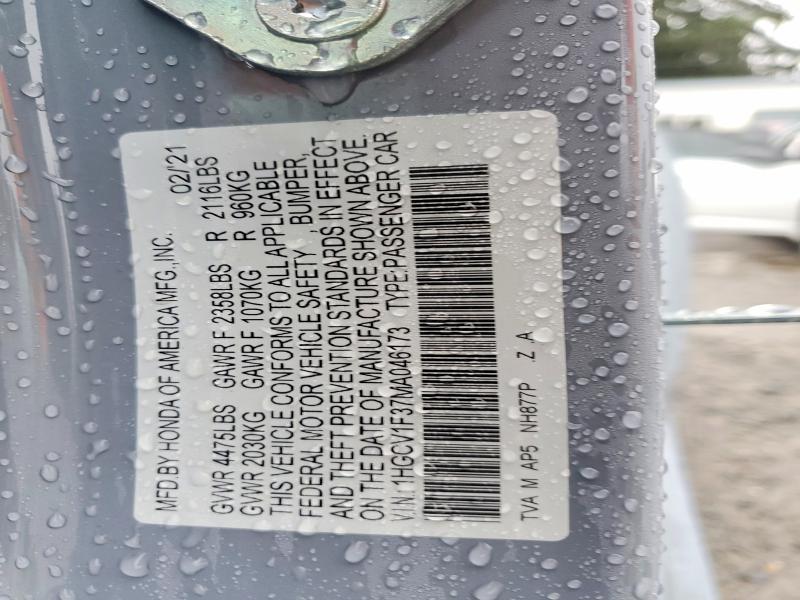 MFD.BY HONDA OF AMERICA MFG.,INC. 02/'21
GVWR 4475LBS GAWR F 2358LBS R 2116LBS
GVWR 2030KG GAWR F 1070KG R 960KG
THIS VEHICLE CONFORMS TO ALL APPLICABLE
FEDERAL MOTOR VEHICLE SAFETY , BUMPER,
AND THEFT PREVENTION STANDARDS IN EFFECT
ON THE DATE OF MANUFACTURE SHOWN ABOVE.
V.I.N.: 1HGCV1F37MA046173 TYPE:PASSENGER CAR
TVA M AP5 NH877P .Z A